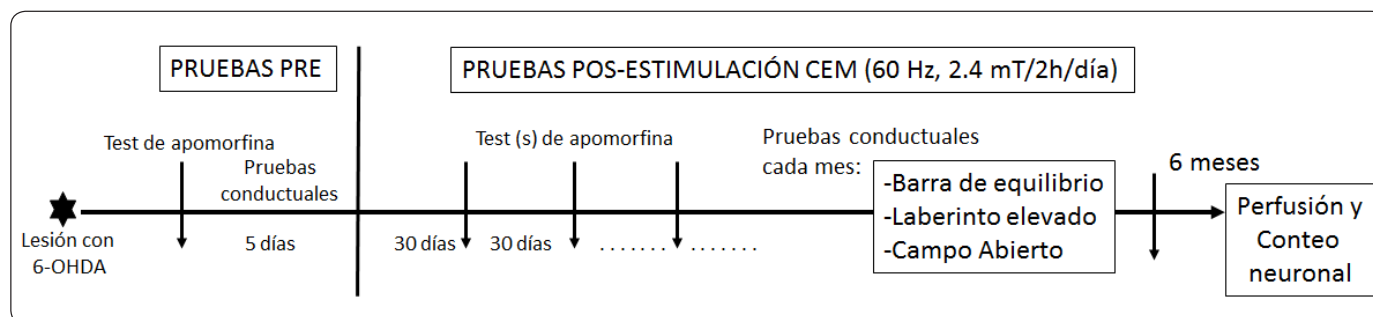 PRUEBAS PRE
PRUEBAS POS-ESTIMULACIÓN CEM (60 Hz, 2.4 mT/2h/día)
Test de apomorfina
Pruebas
conductuales
Test (s) de apomorfina
Pruebas conductuales
cada mes:
-Barra de equilibrio
-Laberinto elevado
-Campo Abierto
6 meses
Perfusión y
Conteo
neuronal
Lesión con
6-OHDA
5 días
30 días
30 días
. . . . . . . . . . . . . .